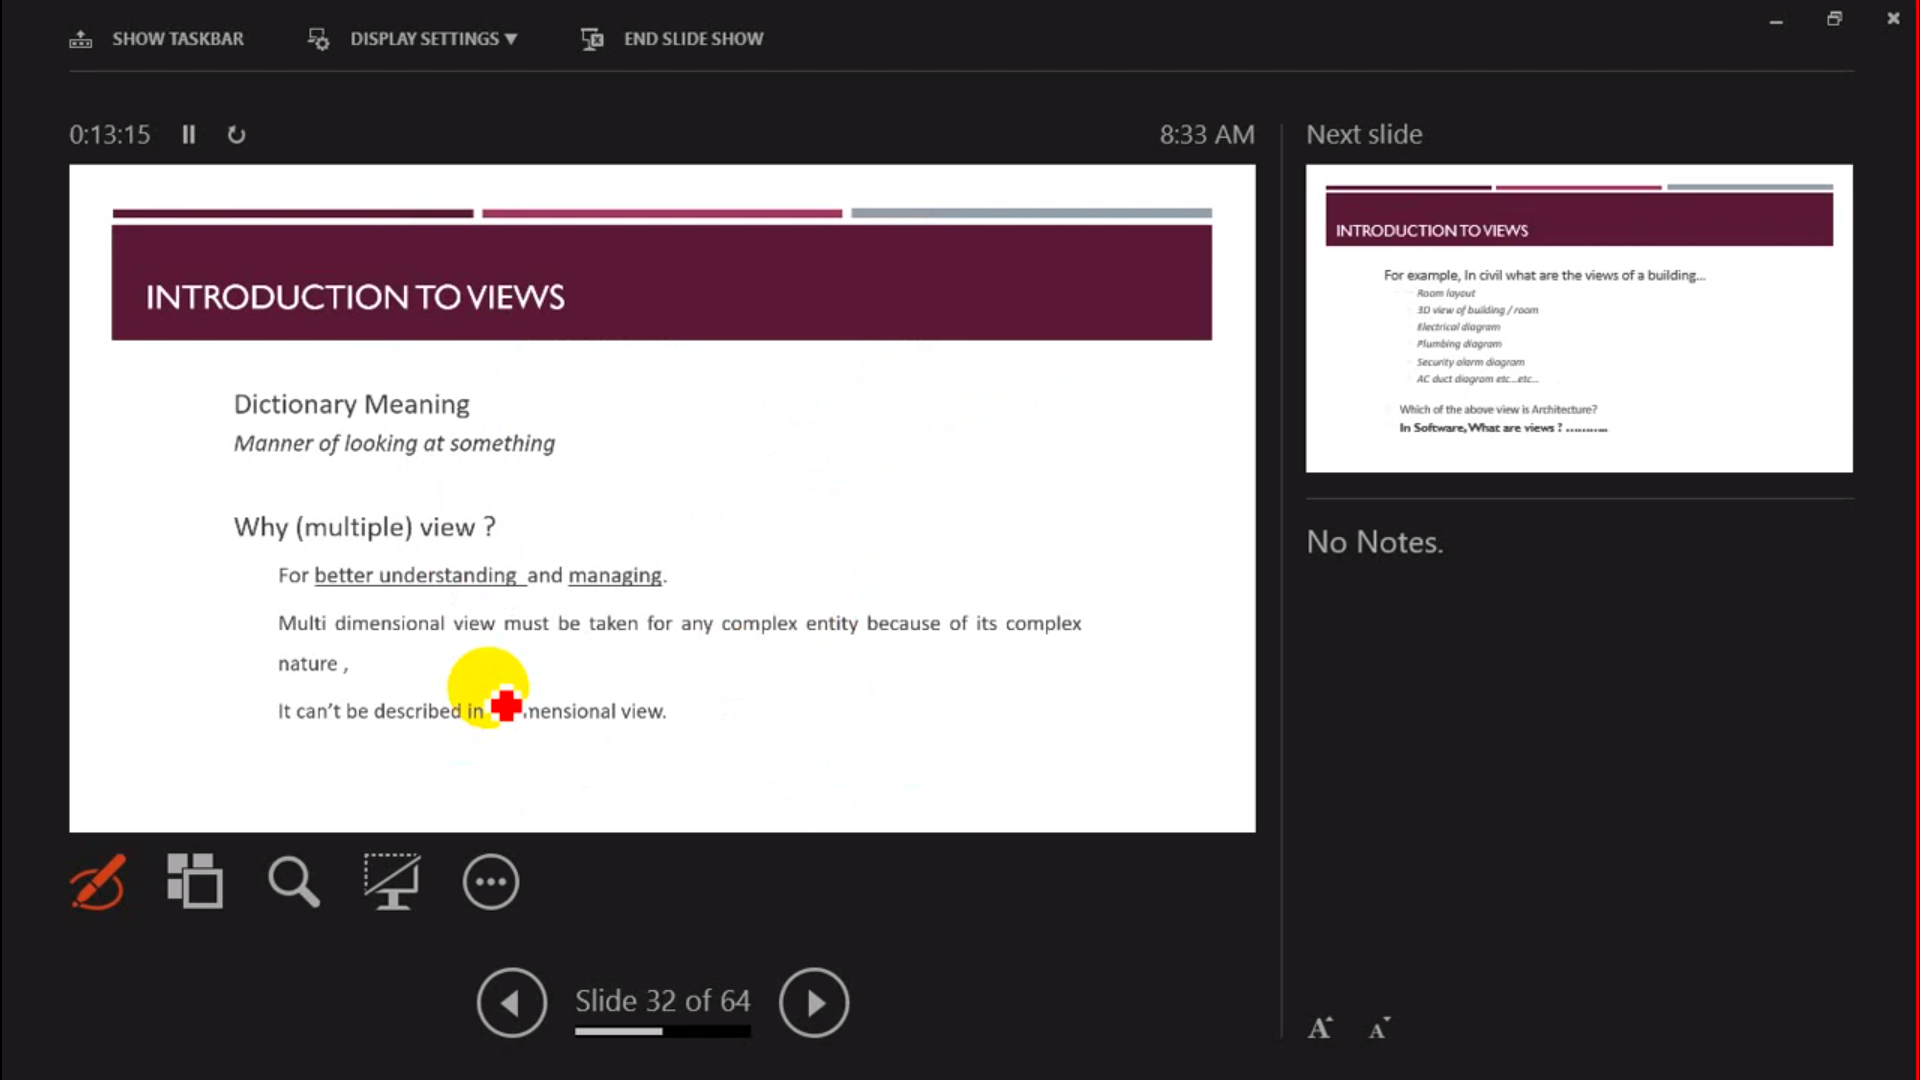 SHOW TASKBAR
DISPLAY SETTINGS
END SLIDE SHOW
0:13:15
8:33 AM
INTRODUCTION TO VIEWS
Dictionary Meaning
Manner of looking at something
Why (multiple) view ?
For better understanding and managing.
Multi dimensional view must be taken for any complex entity because of its complex
nature ,
It can't be described in mensional view.
Slide 32 of 64
Next slide
INTRODUCTION TO VIEWS
For example, In civil what are the views of a building...
Room layout
3D view of building / room
Electrical diagram
Plumbing diagram
Security alarm diagram
AC duct diagram etc...etc...
Which of the above view is Architecture?
In Software, What are views ? ...........
No Notes.
A A